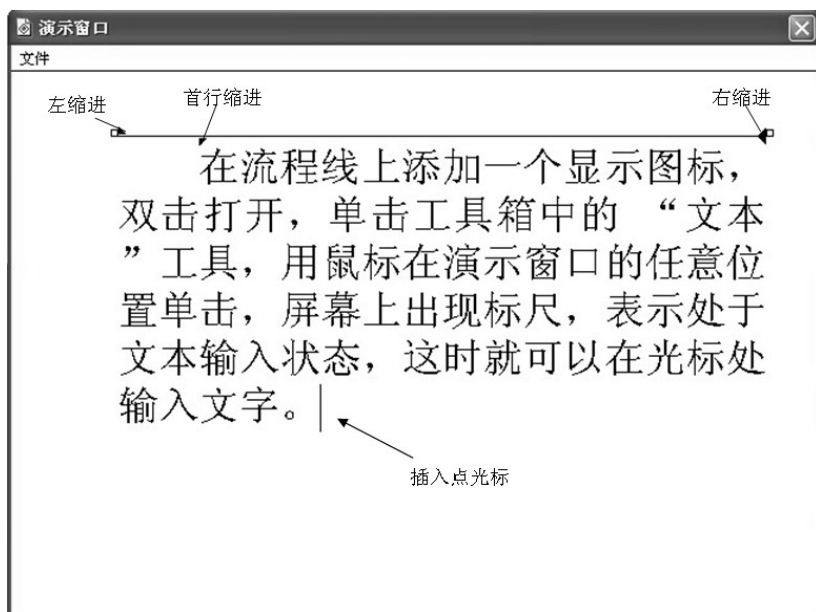 演示窗口
文件
左缩进
首行缩进
右缩进
在流程线上添加一个显示图标，
双击打开，单击工具箱中的 “文本
”工具，用鼠标在演示窗口的任意位
置单击，屏幕上出现标尺，表示处于
文本输入状态，这时就可以在光标处
输入文字。
插入点光标